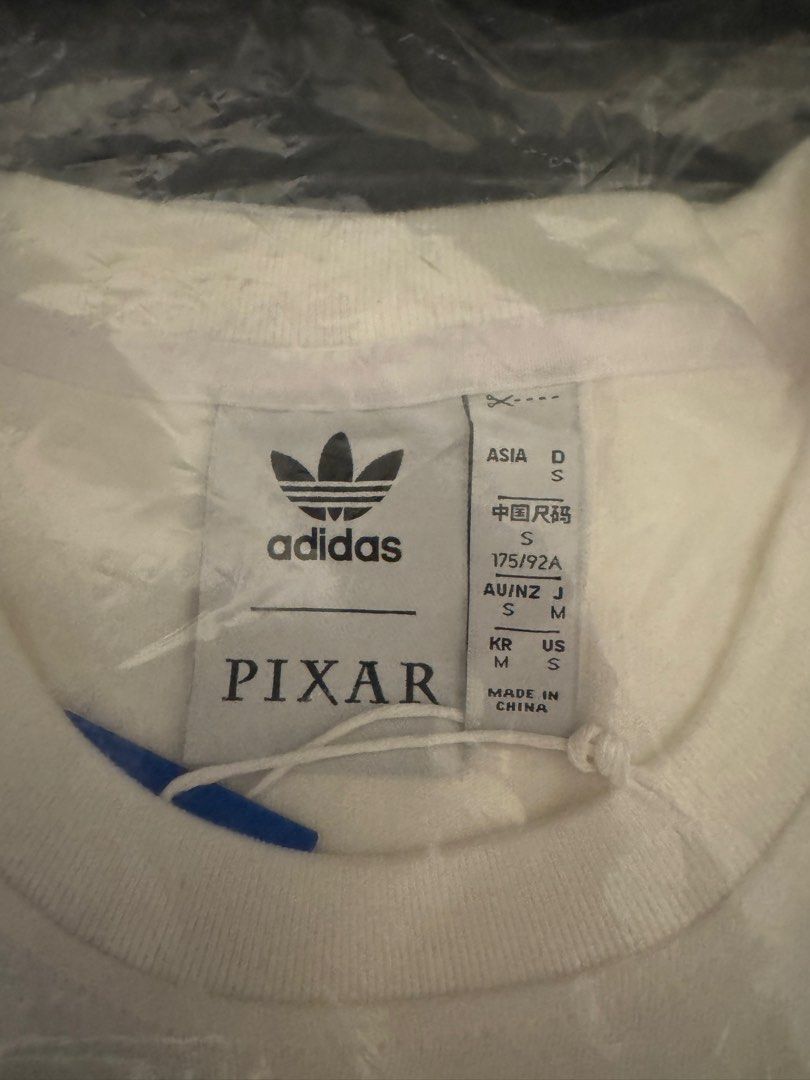 adidas
PIXAR
ASIA D
S
中国尺码
S
175/92A
AU/NZ J
S M
KR US
M S
MADE IN
CHINA